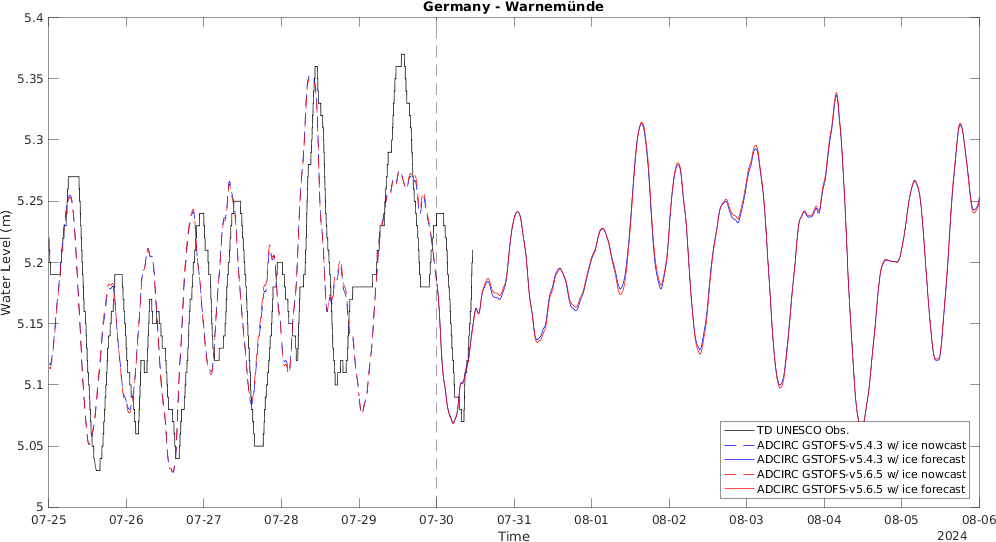 Germany - Warnemünde
5.4
5.35
5.3
5.25
5.2
5.15
5.1
5.05
5
Water Level (m)
TD UNESCO Obs.
ADCIRC GSTOFS-v5.4.3 w/ ice nowcast
ADCIRC GSTOFS-v5.4.3 w/ ice forecast
ADCIRC GSTOFS-v5.6.5 w/ ice nowcast
ADCIRC GSTOFS-v5.6.5 w/ ice forecast
07-25 07-26 07-27 07-28 07-29 07-30 07-31 08-01 08-02 08-03 08-04 08-05 08-06
Time
2024